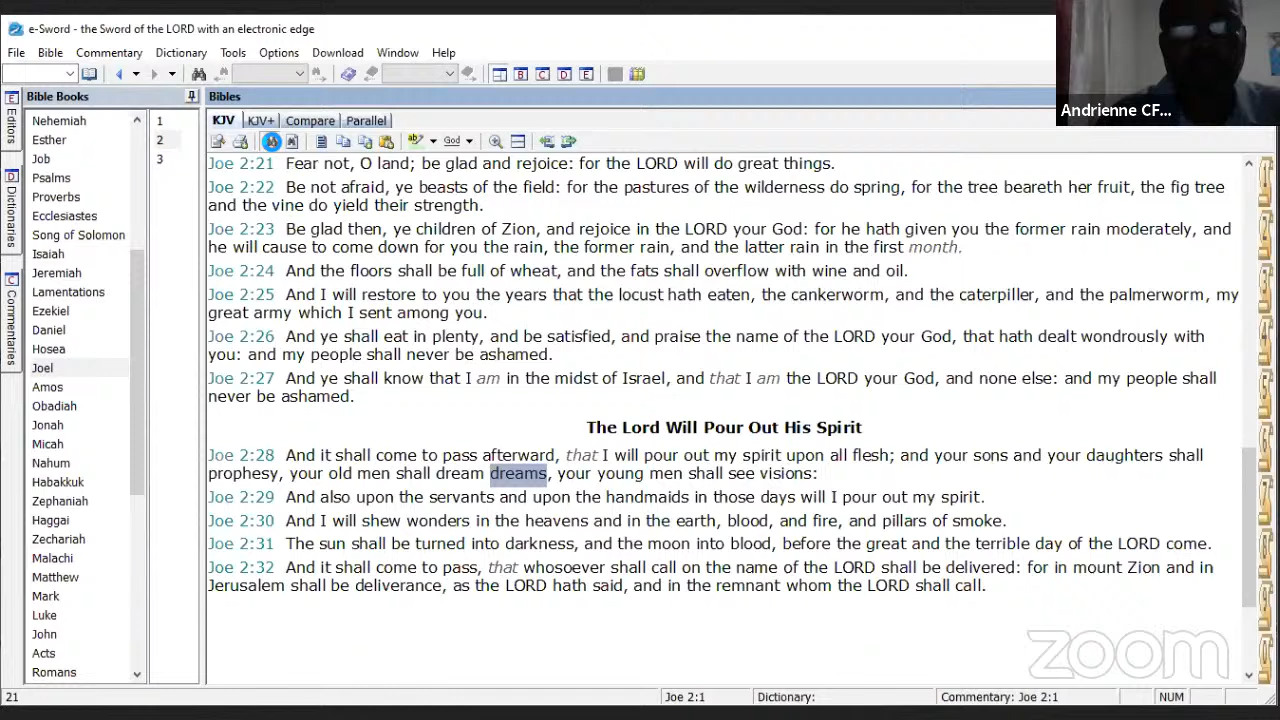 e-Sword - the Sword of the LORD with an electronic edge
File Bible Commentary Dictionary Tools Options Download Window Help
Andrienne CF...
Bible Books
Bibles
E Editors
D Dictionaries
C Commentaries
Nehemiah
Esther
Job
Psalms
Proverbs
Ecclesiastes
Song of Solomon
Isaiah
Jeremiah
Lamentations
Ezekiel
Daniel
Hosea
Joel
Amos
Obadiah
Jonah
Micah
Nahum
Habakkuk
Zephaniah
Haggai
Zechariah
Malachi
Matthew
Mark
Luke
John
Acts
Romans
1
2
3
KJV KJV+ Compare Parallel
Joe 2:21 Fear not, O land; be glad and rejoice: for the LORD will do great things.
Joe 2:22 Be not afraid, ye beasts of the field: for the pastures of the wilderness do spring, for the tree beareth her fruit, the fig tree
and the vine do yield their strength.
Joe 2:23 Be glad then, ye children of Zion, and rejoice in the LORD your God: for he hath given you the former rain moderately, and
he will cause to come down for you the rain, the former rain, and the latter rain in the first month.
Joe 2:24 And the floors shall be full of wheat, and the fats shall overflow with wine and oil.
Joe 2:25 And I will restore to you the years that the locust hath eaten, the cankerworm, and the caterpiller, and the palmerworm, my
great army which I sent among you.
Joe 2:26 And ye shall eat in plenty, and be satisfied, and praise the name of the LORD your God, that hath dealt wondrously with
you: and my people shall never be ashamed.
Joe 2:27 And ye shall know that I am in the midst of Israel, and that I am the LORD your God, and none else: and my people shall
never be ashamed.
The Lord Will Pour Out His Spirit
Joe 2:28 And it shall come to pass afterward, that I will pour out my spirit upon all flesh; and your sons and your daughters shall
prophesy, your old men shall dream dreams, your young men shall see visions:
Joe 2:29 And also upon the servants and upon the handmaids in those days will I pour out my spirit.
Joe 2:30 And I will shew wonders in the heavens and in the earth, blood, and fire, and pillars of smoke.
Joe 2:31 The sun shall be turned into darkness, and the moon into blood, before the great and the terrible day of the LORD come.
Joe 2:32 And it shall come to pass, that whosoever shall call on the name of the LORD shall be delivered: for in mount Zion and in
Jerusalem shall be deliverance, as the LORD hath said, and in the remnant whom the LORD shall call.
zoom
21 Joe 2:1 Dictionary: Commentary: Joe 2:1 NUM